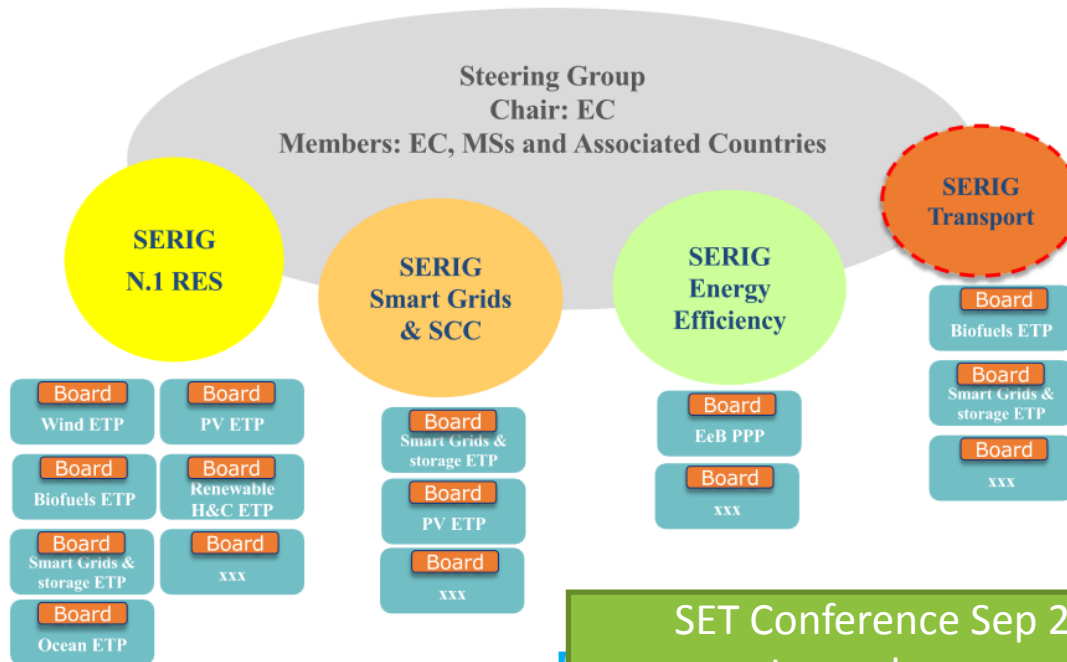 Steering Group
Chair: EC
Members: EC, MSs and Associated Countries
SERIG
N.1 RES
SERIG
Smart Grids
& SCC
SERIG
Energy
Efficiency
SERIG
Transport
Board
Wind ETP
Board
PV ETP
Board
Biofuels ETP
Board
Renewable
H&C ETP
Board
Smart Grids &
storage ETP
Board
xxx
Board
Ocean ETP
Board
Smart Grids &
storage ETP
Board
PV ETP
Board
xxx
Board
EeB PPP
Board
xxx
Board
Biofuels ETP
Board
Smart Grids &
storage ETP
Board
xxx
SET Conference Sep 2